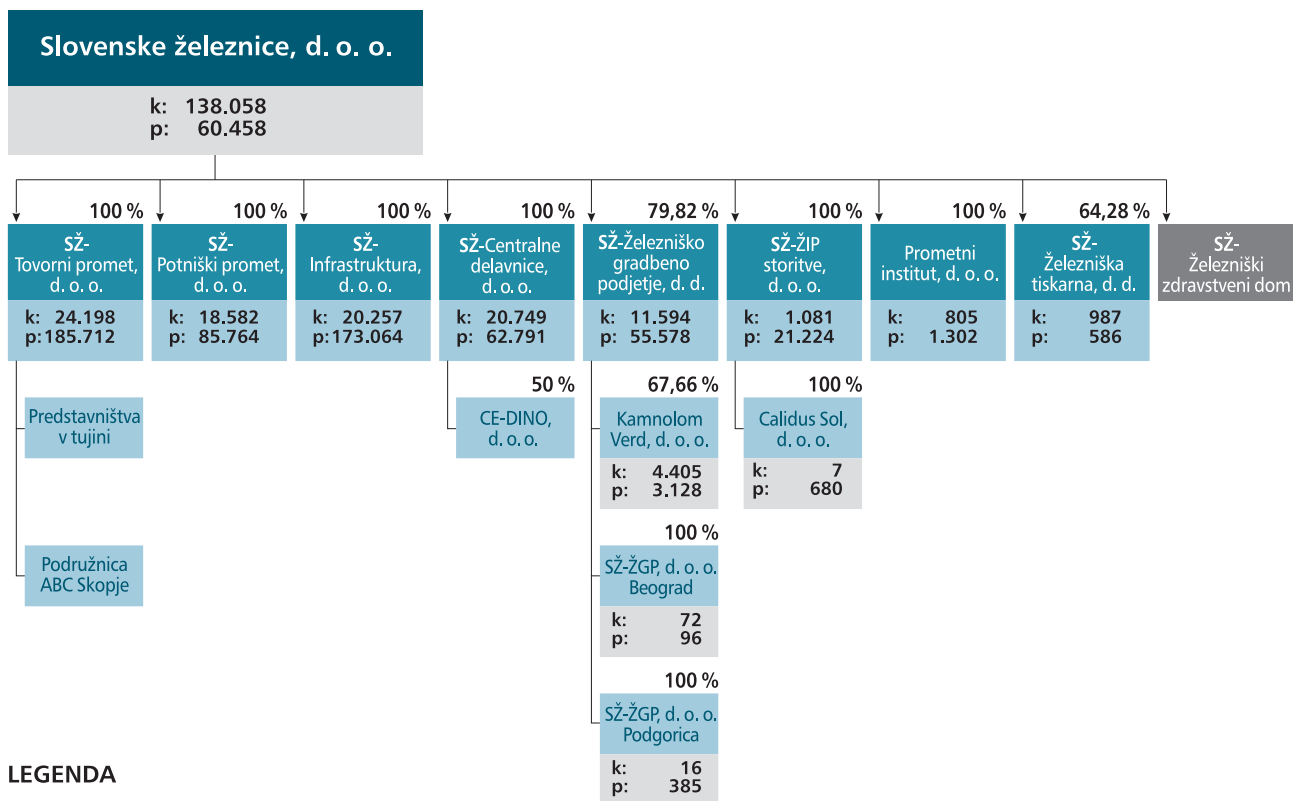 Slovenske železnice, d. o. o.
k: 138.058
p: 60.458
100 %
SŽ-
Tovorni promet,
d. o. o.
k: 24.198
p: 185.712
Predstavništva
v tujini
Podružnica
ABC Skopje
100 %
SŽ-
Potniški promet,
d. o. o.
k: 18.582
p: 85.764
100 %
SŽ-
Infrastruktura,
d. o. o.
k: 20.257
p: 173.064
100 %
SŽ-Centralne
delavnice,
d. o. o.
k: 20.749
p: 62.791
50 %
CE-DINO,
d. o. o.
79,82 %
SŽ-Železniško
gradbeno
podjetje, d. d.
k: 11.594
p: 55.578
67,66 %
Kamnolom
Verd, d. o. o.
k: 4.405
p: 3.128
100 %
SŽ-ŽGP, d. o. o.
Beograd
k: 72
p: 96
100 %
SŽ-ŽGP, d. o. o.
Podgorica
k: 16
p: 385
100 %
SŽ-ŽIP
storitve,
d. o. o.
k: 1.081
p: 21.224
100 %
Calidus Sol,
d. o. o.
k: 7
p: 680
100 %
Prometni
institut, d. o. o.
k: 805
p: 1.302
64,28 %
SŽ-
Železniška
tiskarna, d. d.
k: 987
p: 586
SŽ-
Železniški
zdravstveni dom
LEGENDA